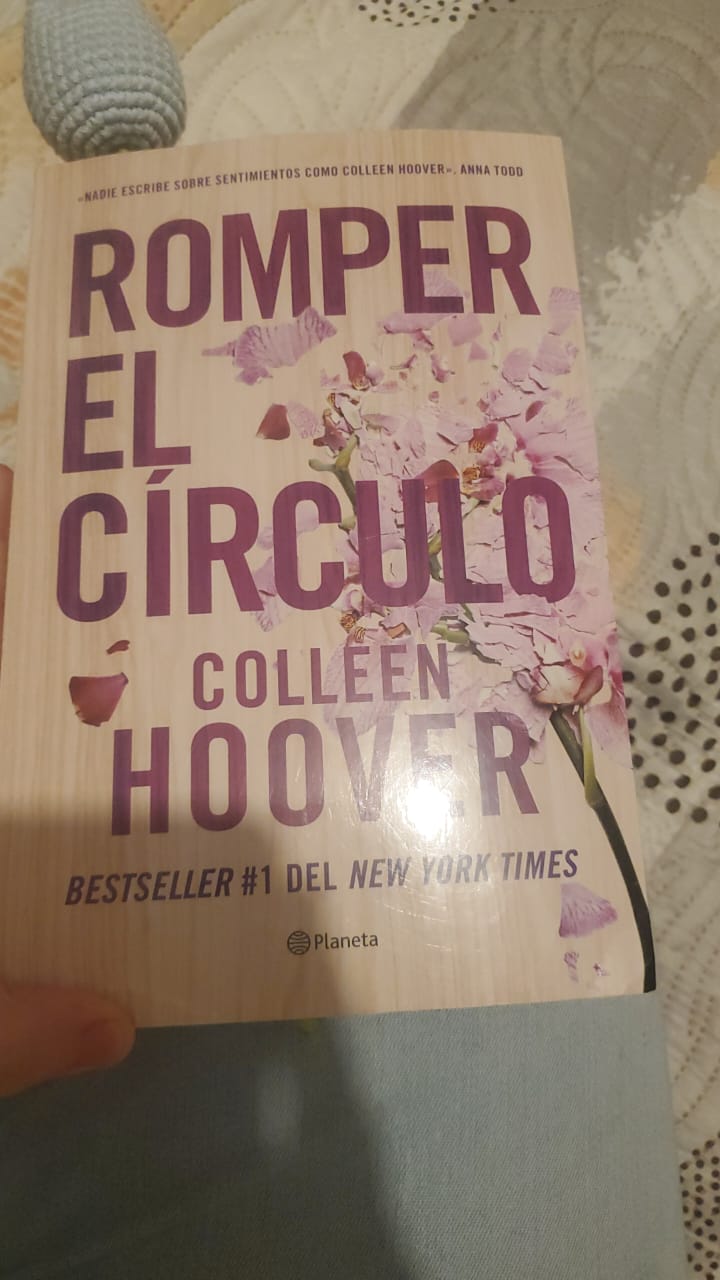 «NADIE ESCRIBE SOBRE SENTIMIENTOS COMO COLLEEN HOOVER». ANNA TODD
ROMPER
EL
CÍRCULO
COLLEEN
HOOVER
BESTSELLER #1 DEL NEW YORK TIMES
Planeta